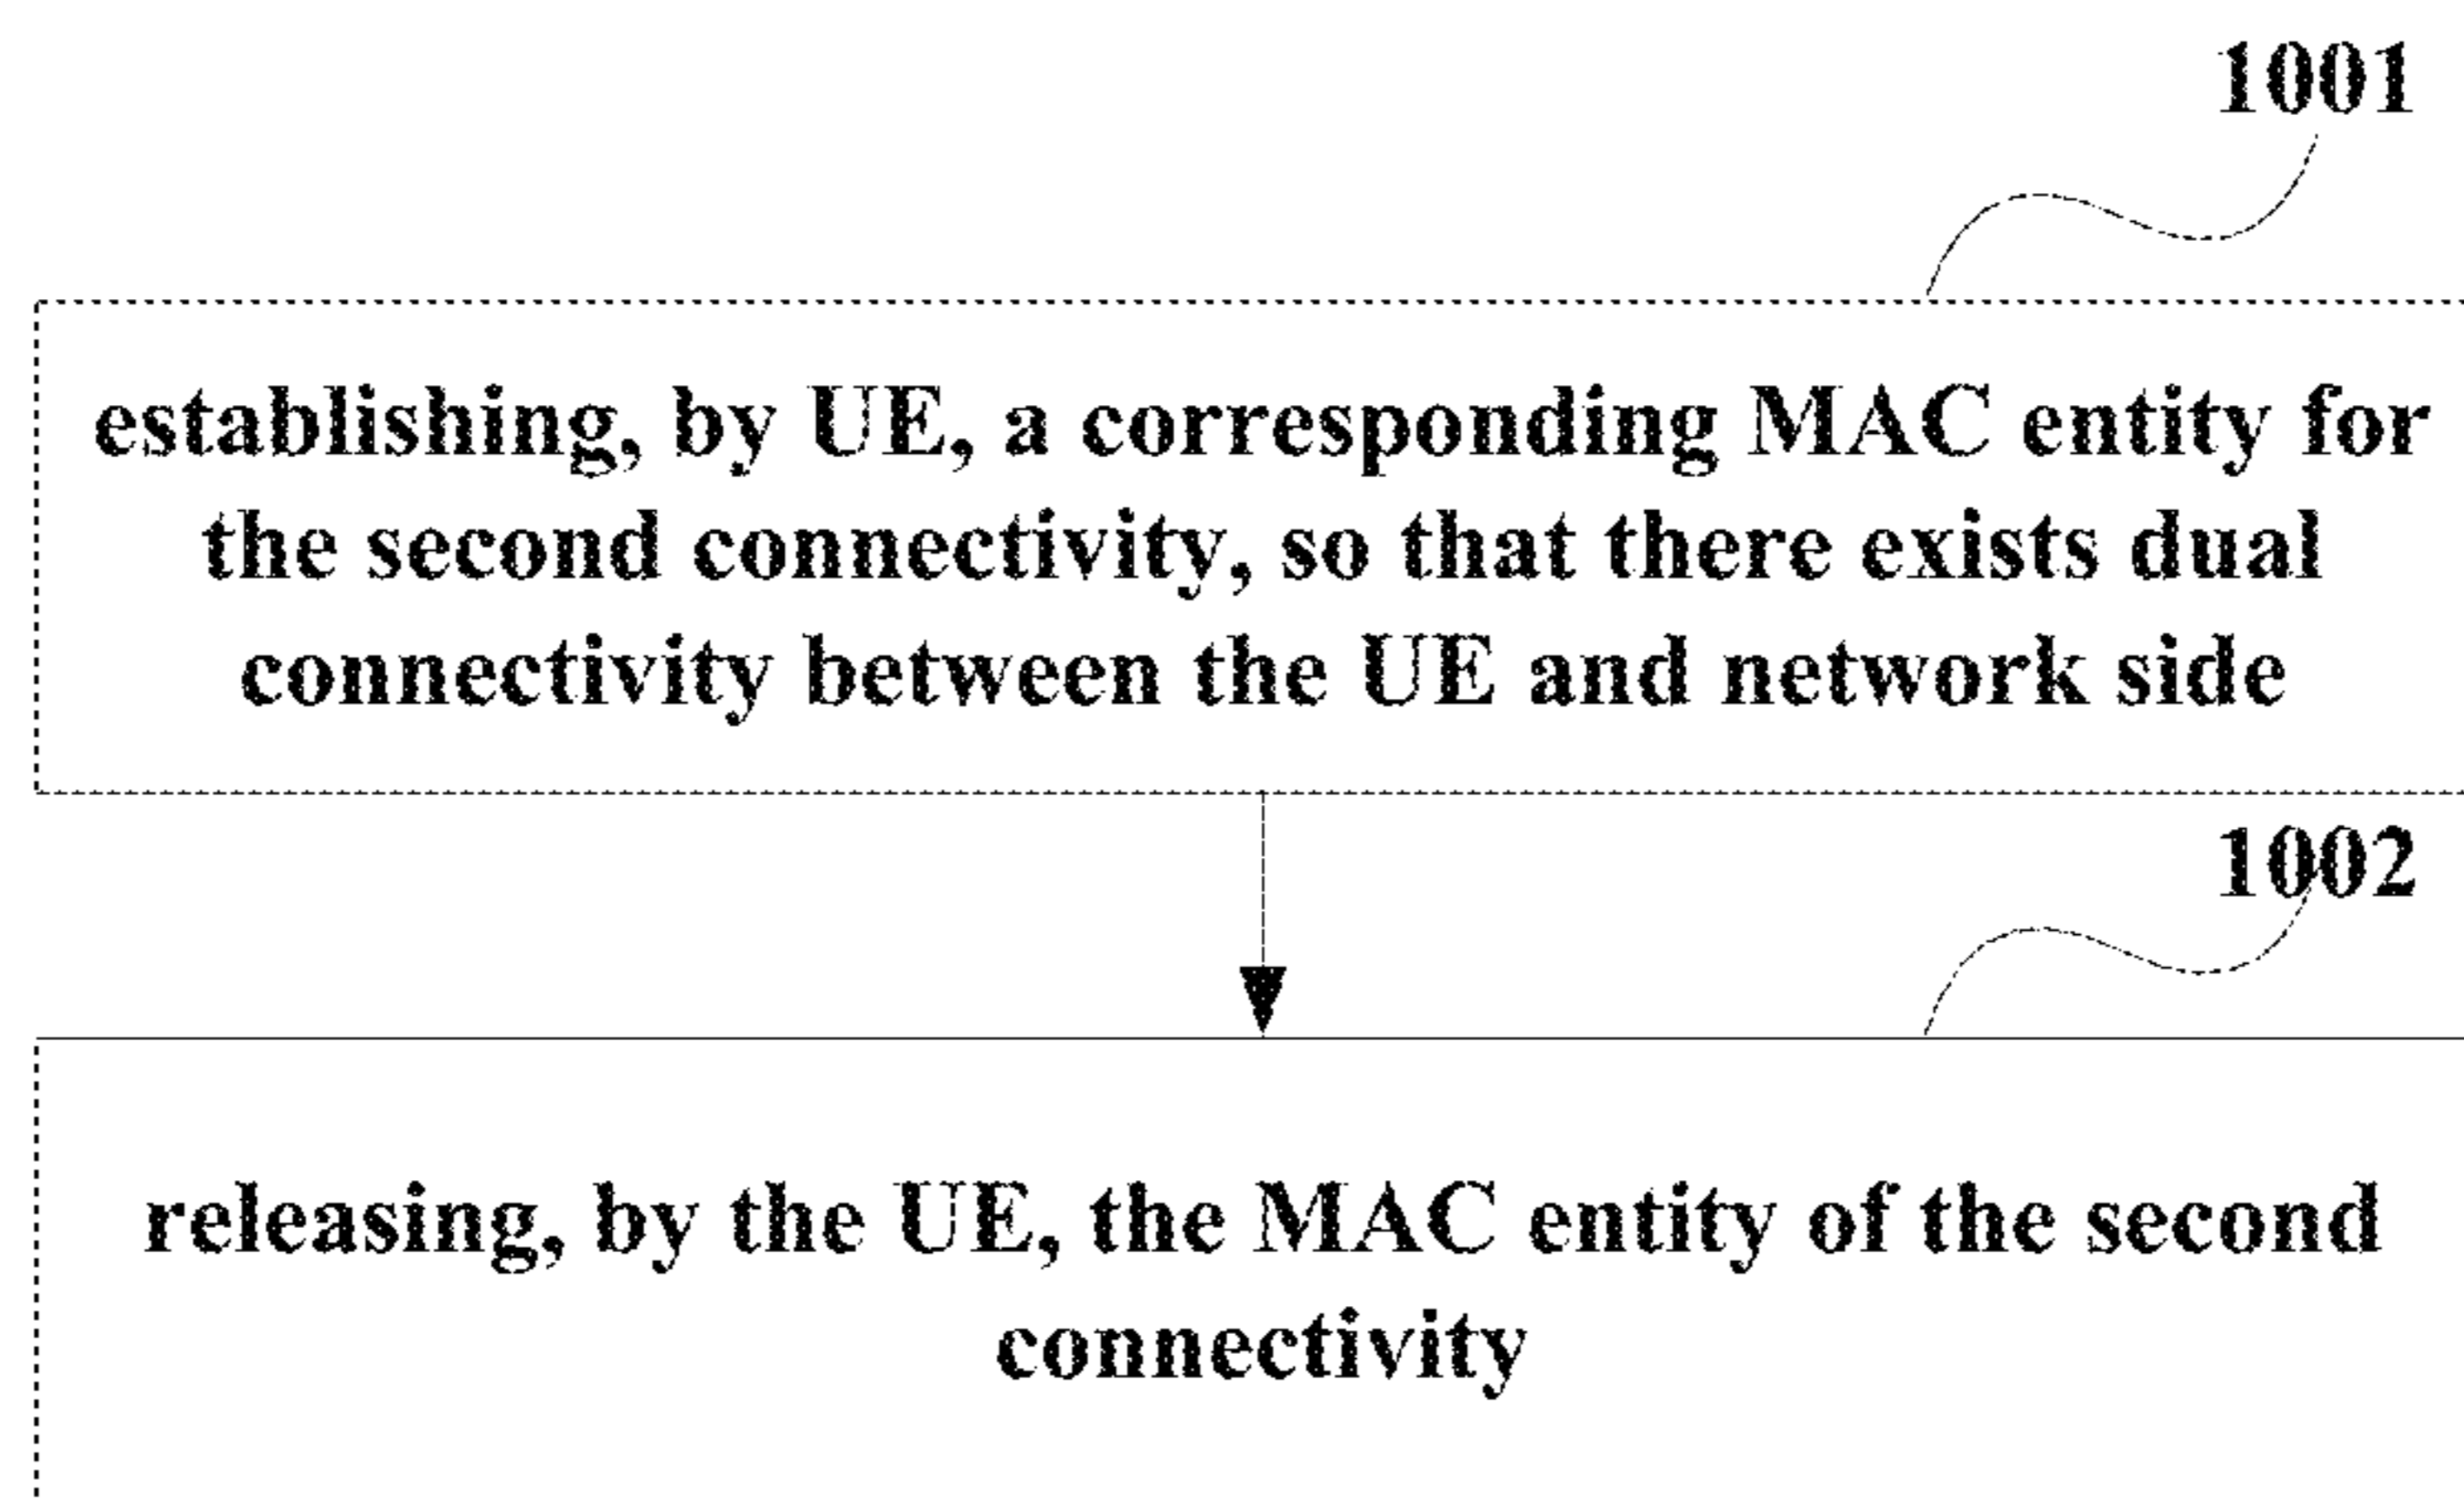 1001
establishing, by UE, a corresponding MAC entity for
the second connectivity, so that there exists dual
connectivity between the UE and network side
1002
releasing, by the UE, the MAC entity of the second
connectivity